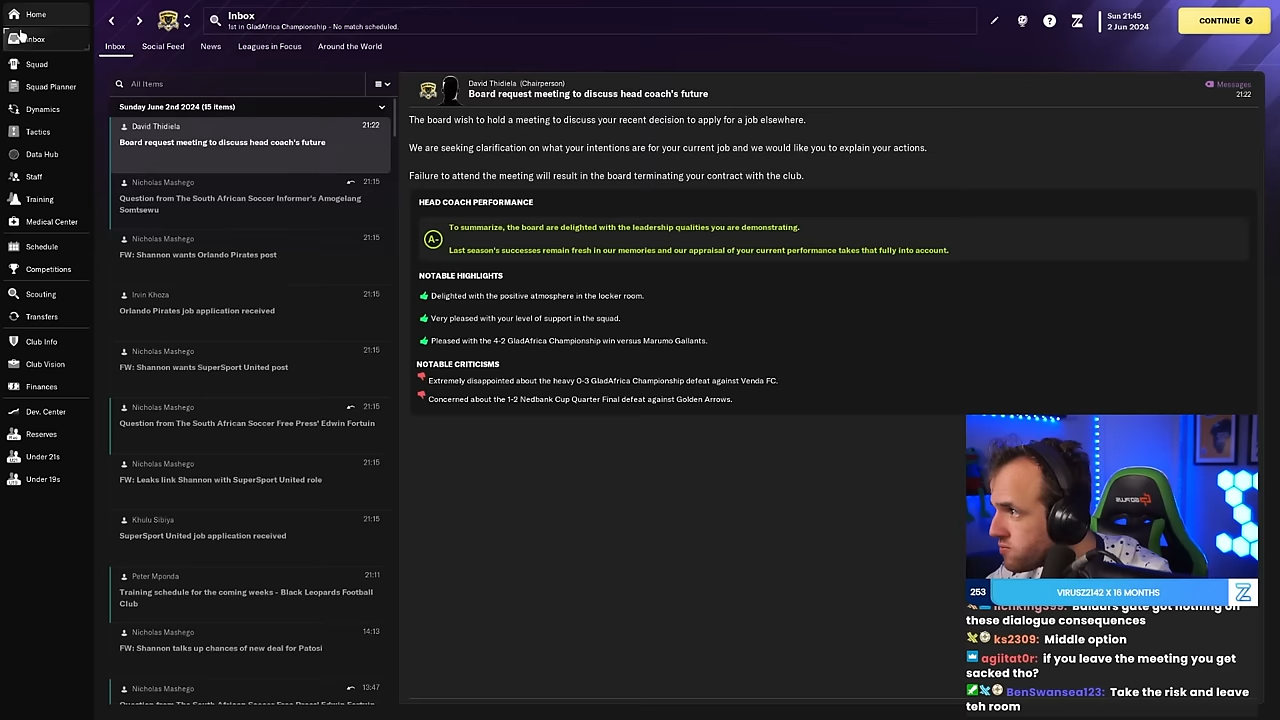 Home
Inbox
Squad
Squad Planner
Dynamics
Tactics
Data Hub
Staff
Training
Medical Center
Schedule
Competitions
Scouting
Transfers
Club Info
Club Vision
Finances
Dev. Center
Reserves
Under 21s
Under 19s
Inbox
1st in GladAfrica Championship - No match scheduled.
Sun 21:45
2 Jun 2024
CONTINUE
Inbox
Social Feed
News
Leagues in Focus
Around the World
All Items
Sunday June 2nd 2024 (15 items)
David Thidiela 21:22
Board request meeting to discuss head coach's future
Nicholas Mashego 21:15
Question from The South African Soccer Informer's Amogelang
Somtsewu
Nicholas Mashego 21:15
FW: Shannon wants Orlando Pirates post
Irvin Khoza 21:15
Orlando Pirates job application received
Nicholas Mashego 21:15
FW: Shannon wants SuperSport United post
Nicholas Mashego 21:15
Question from The South African Soccer Free Press' Edwin Fortuin
Nicholas Mashego 21:15
FW: Leaks link Shannon with SuperSport United role
Khulu Sibiya 21:15
SuperSport United job application received
Peter Mponda 21:11
Training schedule for the coming weeks - Black Leopards Football
Club
Nicholas Mashego 14:13
FW: Shannon talks up chances of new deal for Patosi
Nicholas Mashego 13:47
Question from The South African Soccer Free Press' Edwin Fortuin
David Thidiela (Chairperson)
Board request meeting to discuss head coach's future
Messages
21:22
The board wish to hold a meeting to discuss your recent decision to apply for a job elsewhere.
We are seeking clarification on what your intentions are for your current job and we would like you to explain your actions.
Failure to attend the meeting will result in the board terminating your contract with the club.
HEAD COACH PERFORMANCE
A-
To summarize, the board are delighted with the leadership qualities you are demonstrating.
Last season's successes remain fresh in our memories and our appraisal of your current performance takes that fully into account.
NOTABLE HIGHLIGHTS
Delighted with the positive atmosphere in the locker room.
Very pleased with your level of support in the squad.
Pleased with the 4-2 GladAfrica Championship win versus Marumo Gallants.
NOTABLE CRITICISMS
Extremely disappointed about the heavy 0-3 GladAfrica Championship defeat against Venda FC.
Concerned about the 1-2 Nedbank Cup Quarter Final defeat against Golden Arrows.
253
VIRUSZ2142 X 16 MONTHS
Baldurs gate got nothing on
these dialogue consequences
ks2309: Middle option
agiitat0r: if you leave the meeting you get
sacked tho?
BenSwansea123: Take the risk and leave
teh room